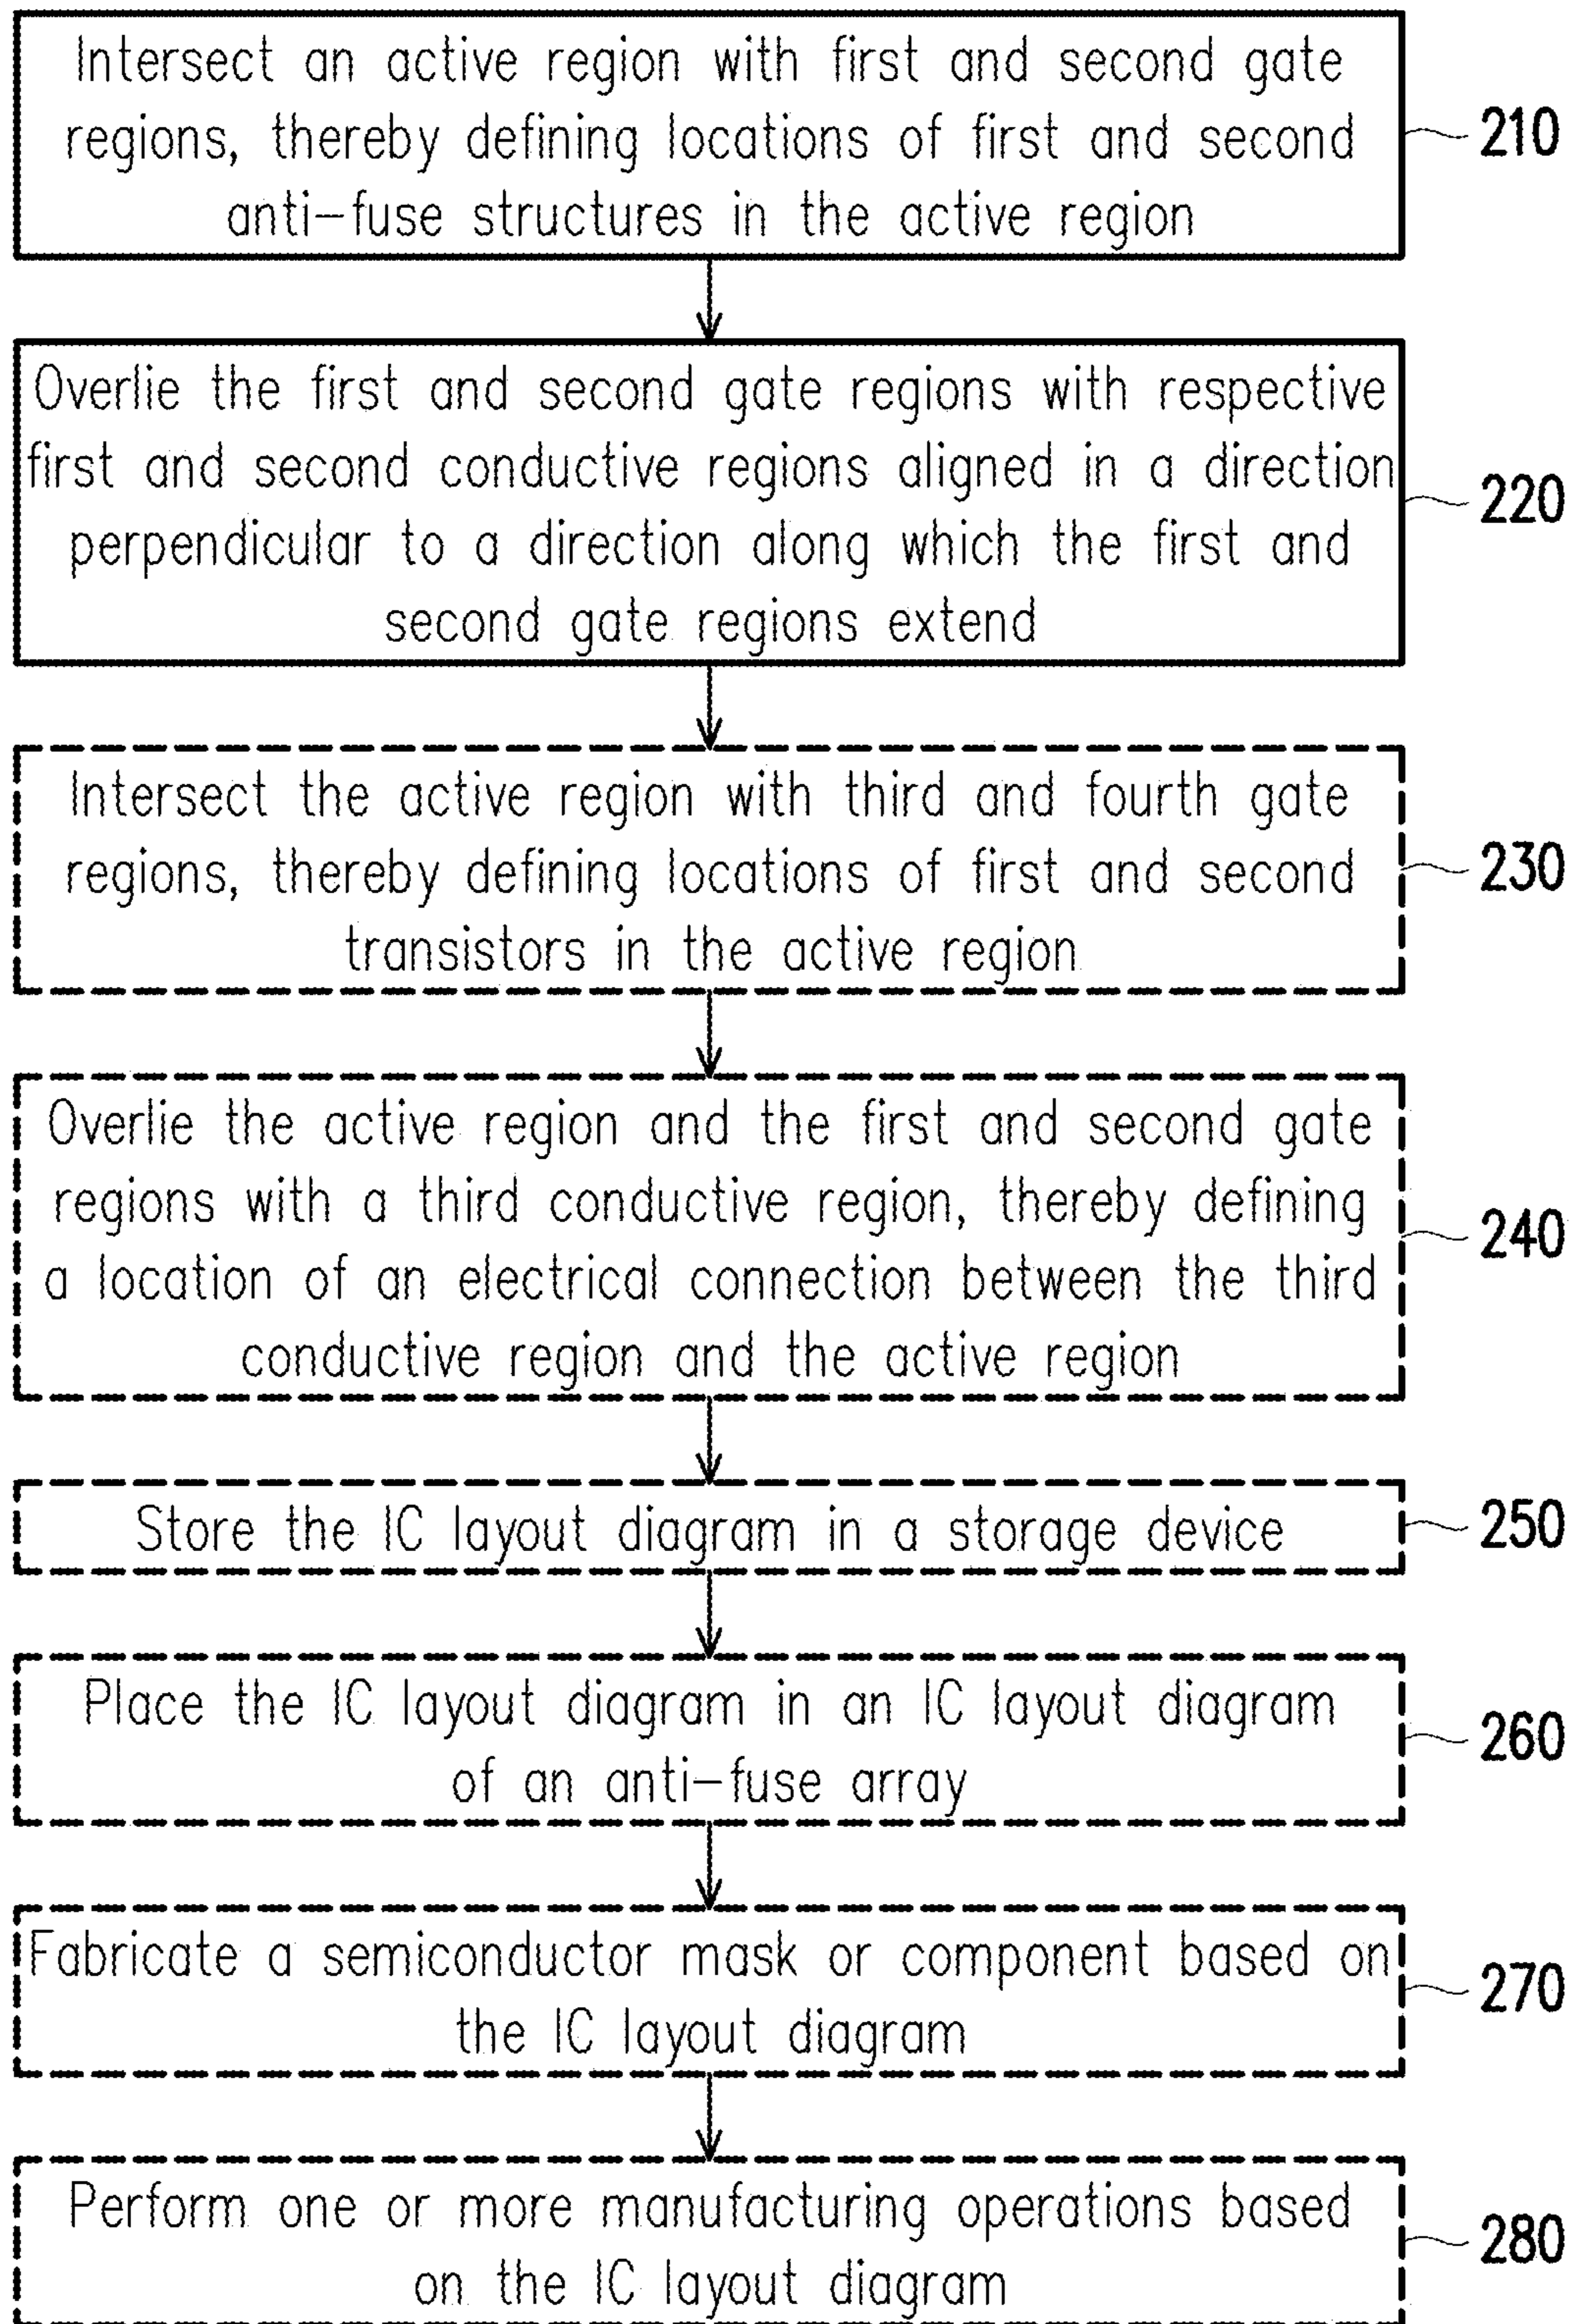 Intersect an active region with first and second gate
regions, thereby defining locations of first and second
anti-fuse structures in the active region
210
Overlie the first and second gate regions with respective
first and second conductive regions aligned in a direction
perpendicular to a direction along which the first and
second gate regions extend
220
Intersect the active region with third and fourth gate
regions, thereby defining locations of first and second
transistors in the active region
230
Overlie the active region and the first and second gate
regions with a third conductive region, thereby defining
a location of an electrical connection between the third
conductive region and the active region
240
Store the IC layout diagram in a storage device
250
Place the IC layout diagram in an IC layout diagram
of an anti-fuse array
260
Fabricate a semiconductor mask or component based on
the IC layout diagram
270
Perform one or more manufacturing operations based
on the IC layout diagram
280